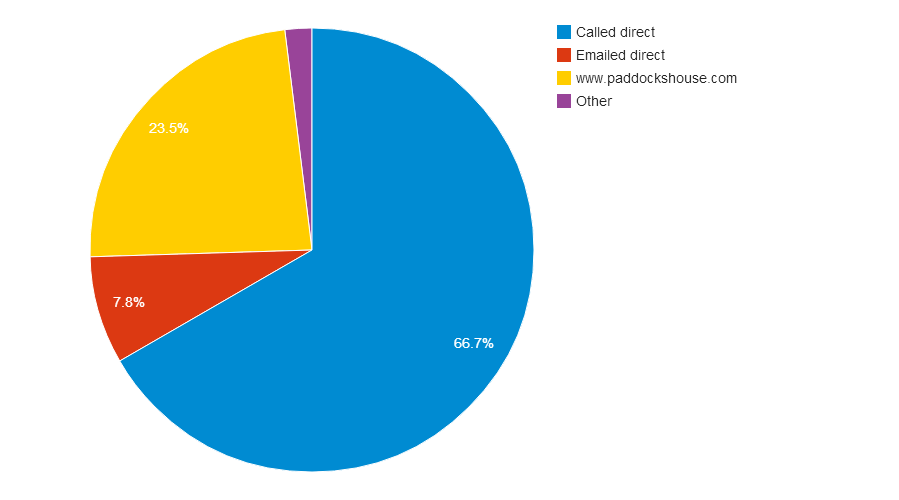 Called direct
Emailed direct
www.paddockshouse.com
Other
23.5%
7.8%
66.7%